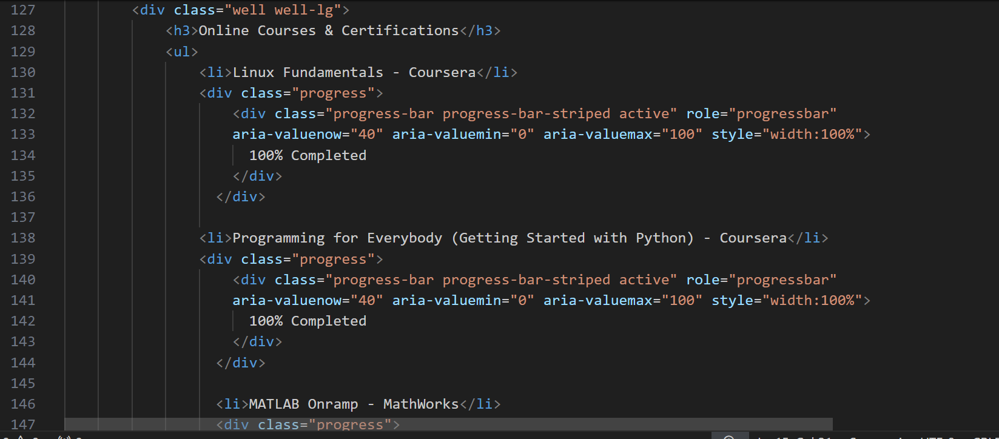 127 <div class="well well-lg">
128 <h3>Online Courses & Certifications</h3>
129 <ul>
130 <li>Linux Fundamentals - Coursera</li>
131 <div class="progress">
132 <div class="progress-bar progress-bar-striped active" role="progressbar"
133 aria-valuenow="40" aria-valuemin="0" aria-valuemax="100" style="width:100%">
134 100% Completed
135 </div>
136 </div>
137
138 <li>Programming for Everybody (Getting Started with Python) - Coursera</li>
139 <div class="progress">
140 <div class="progress-bar progress-bar-striped active" role="progressbar"
141 aria-valuenow="40" aria-valuemin="0" aria-valuemax="100" style="width:100%">
142 100% Completed
143 </div>
144 </div>
145
146 <li>MATLAB Onramp - MathWorks</li>
147 <div class="progress">